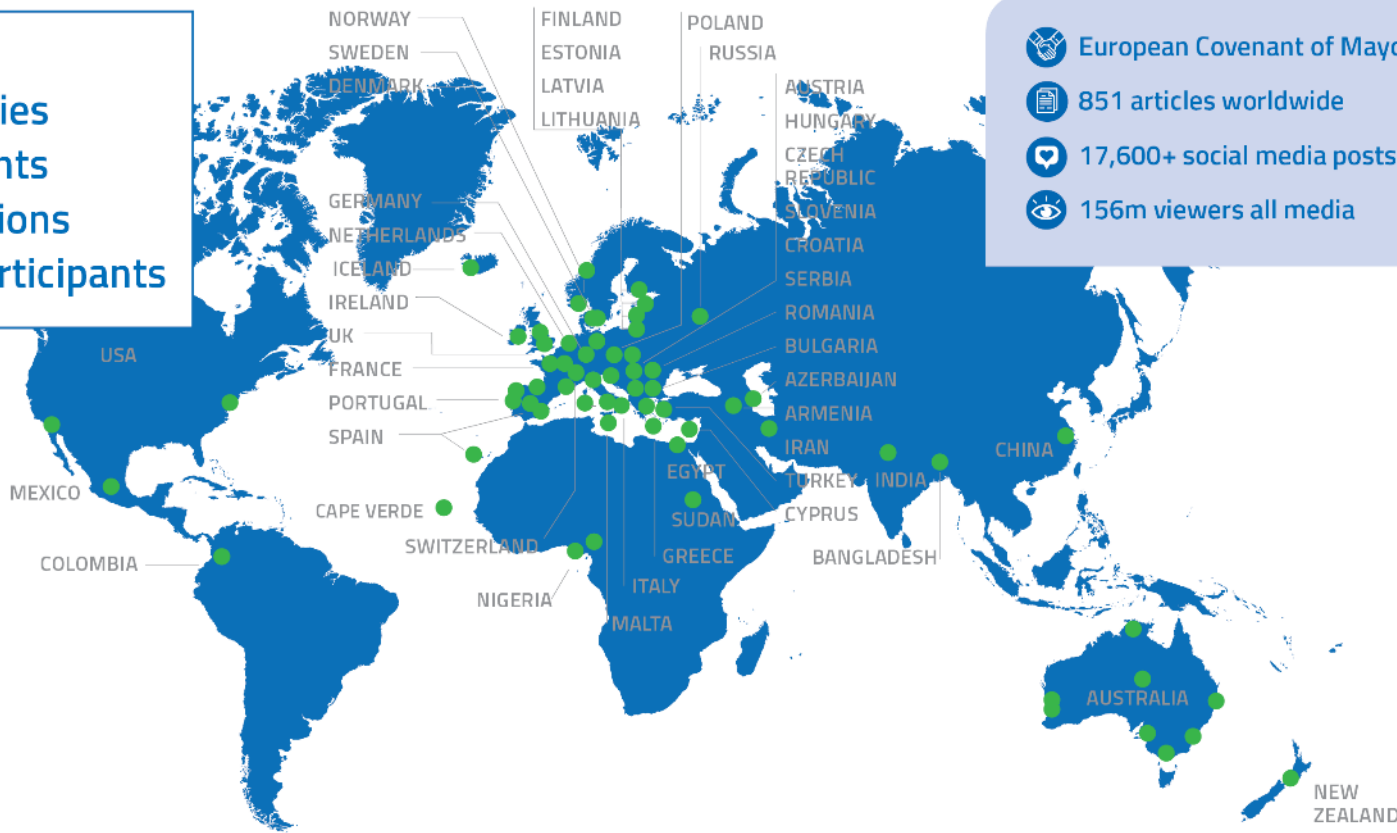 ies
nts
ions
rticipants
European Covenant of Mayo
851 articles worldwide
17,600+ social media posts
156m viewers all media
NORWAY
SWEDEN
DENMARK
FINLAND
ESTONIA
LATVIA
LITHUANIA
POLAND
RUSSIA
AUSTRIA
HUNGARY
CZECH
REPUBLIC
SLOVENIA
CROATIA
SERBIA
ROMANIA
BULGARIA
AZERBAIJAN
ARMENIA
IRAN
TURKEY
CYPRUS
GERMANY
NETHERLANDS
ICELAND
IRELAND
UK
FRANCE
PORTUGAL
SPAIN
USA
MEXICO
COLOMBIA
CAPE VERDE
SWITZERLAND
NIGERIA
EGYPT
SUDAN
GREECE
ITALY
MALTA
INDIA
BANGLADESH
CHINA
AUSTRALIA
NEW
ZEALAND